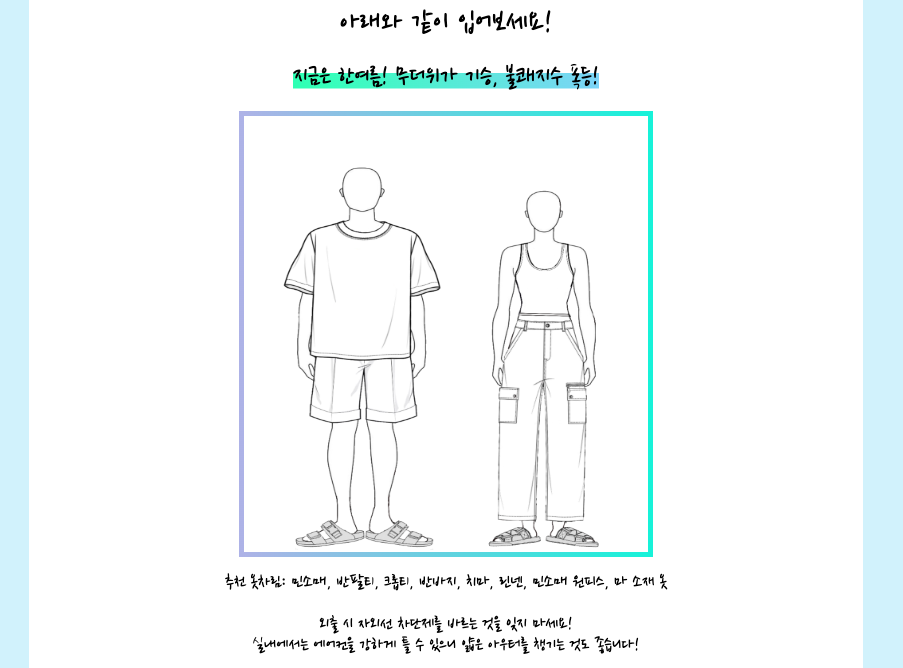 아래와 같이 입어보세요!
지금은 한여름! 무더위가 기승, 불쾌지수 폭등!
추천 옷차림: 민소매, 반팔티, 크롭티, 반바지, 치마, 린넨, 민소매 원피스, 마 소재 옷
외출 시 자외선 차단제를 바르는 것을 잊지 마세요!
실내에서는 에어컨을 강하게 틀 수 있으니 얇은 아우터를 챙기는 것도 좋습니다!